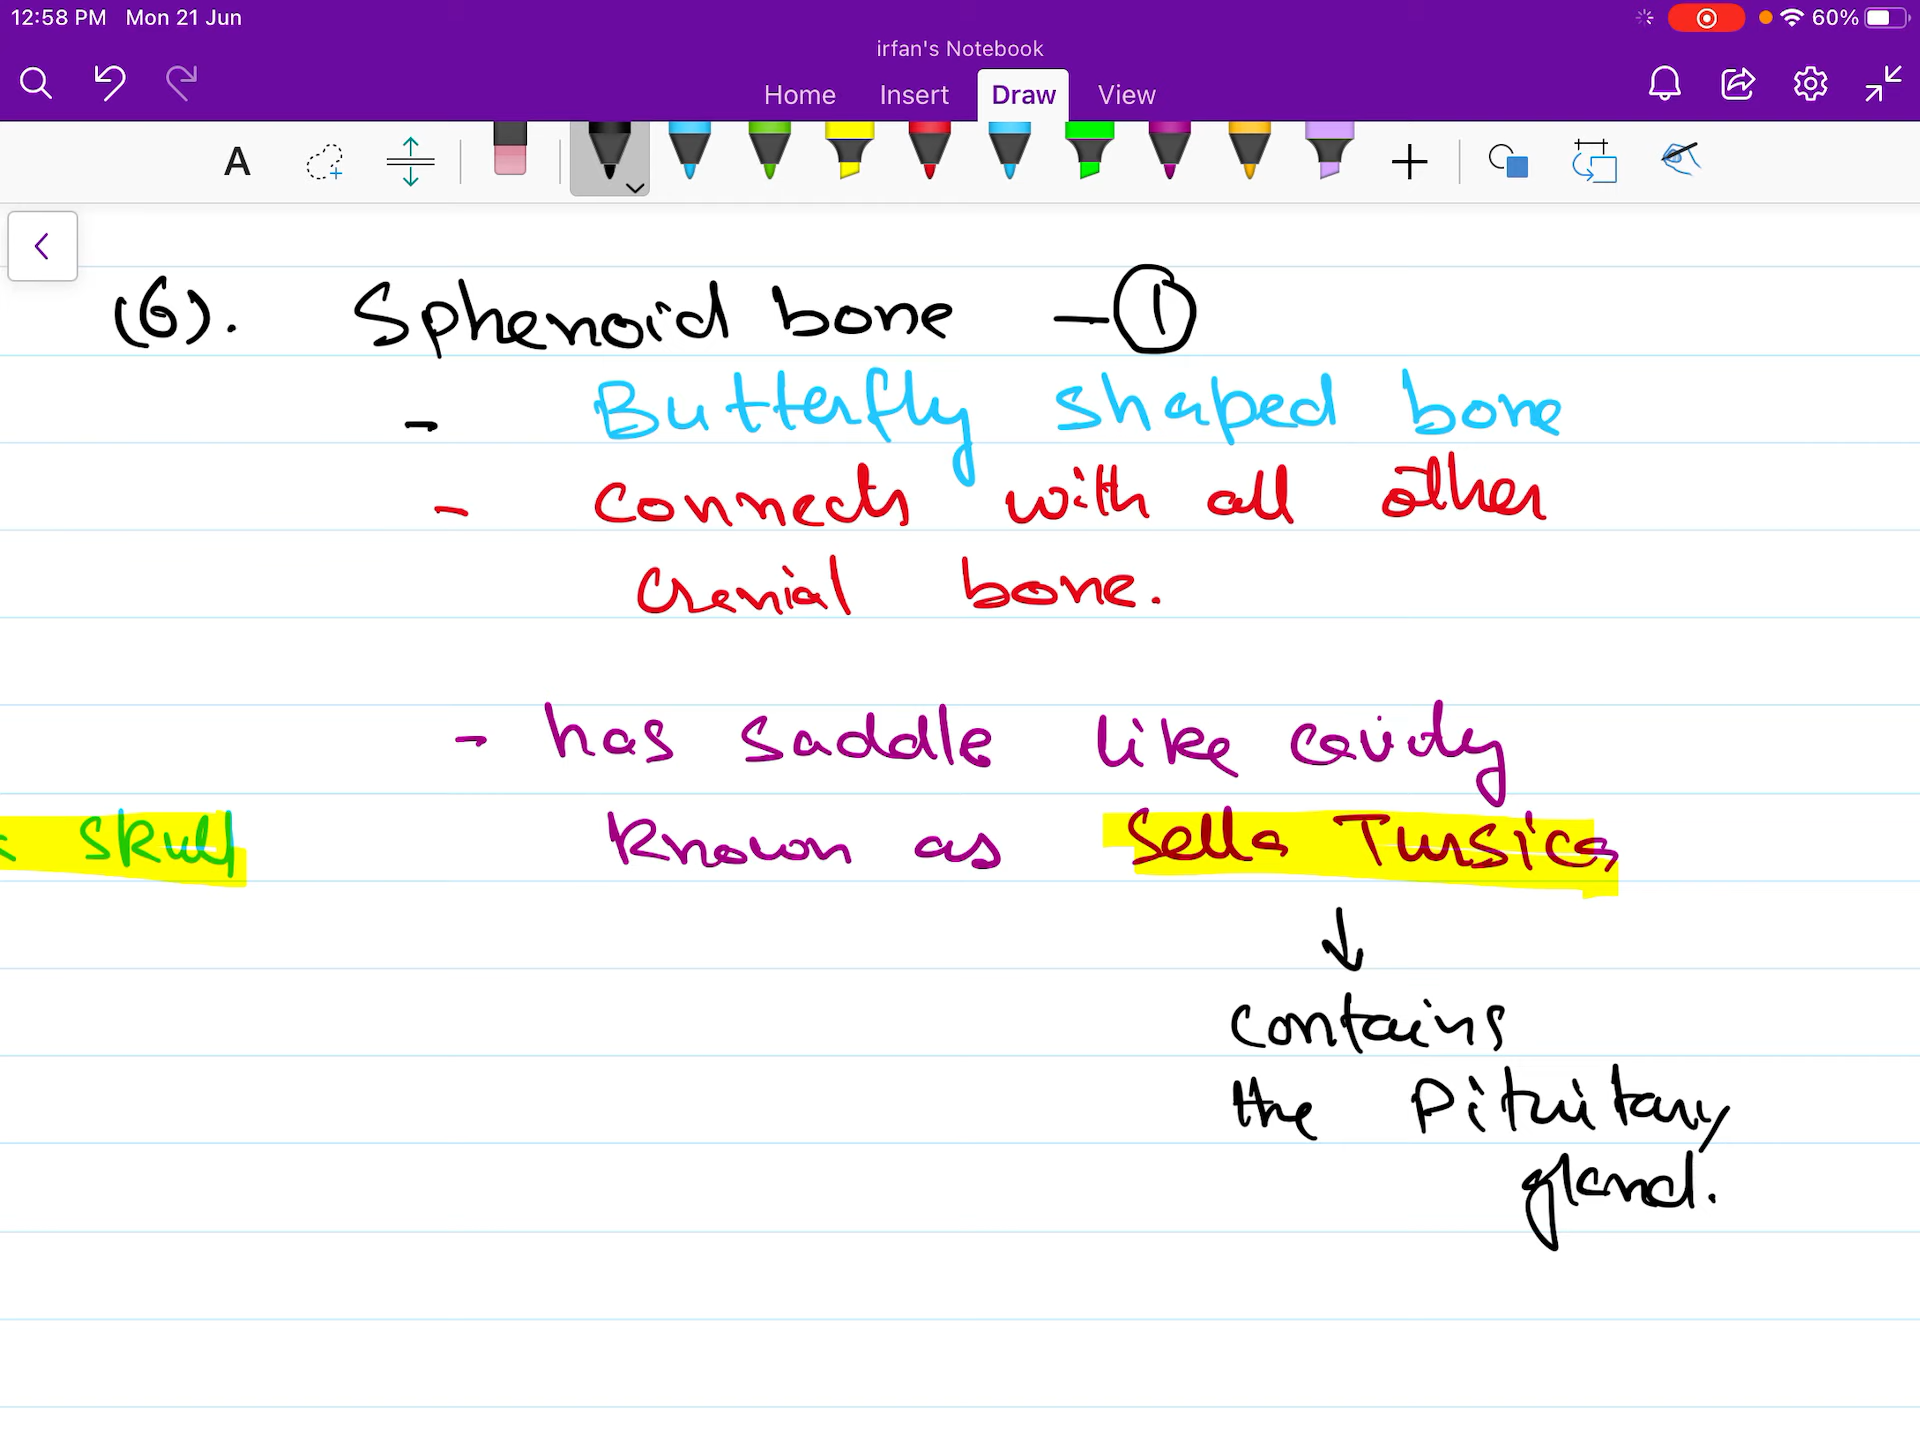 12:58 PM Mon 21 Jun
60%
irfan's Notebook
Home Insert Draw View
A
(6). Sphenoid bone - 1
- Butterfly shaped bone
- connects with all other
cranial bone.
- has saddle like cavity
skull known as Sella Tursica
↓
contains
the Pituitary
gland.